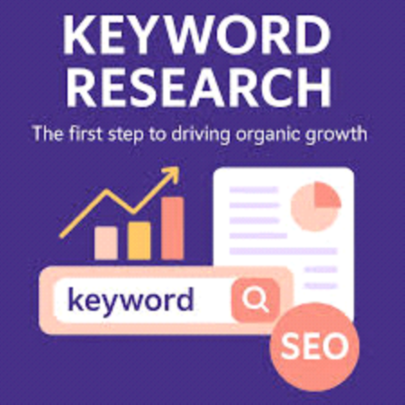 KEYWORD
RESEARCH
The first step to driving organic growth
keyword
SEO